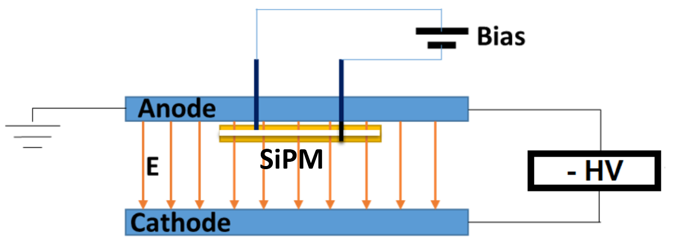 Bias
Anode
SiPM
E
- HV
Cathode